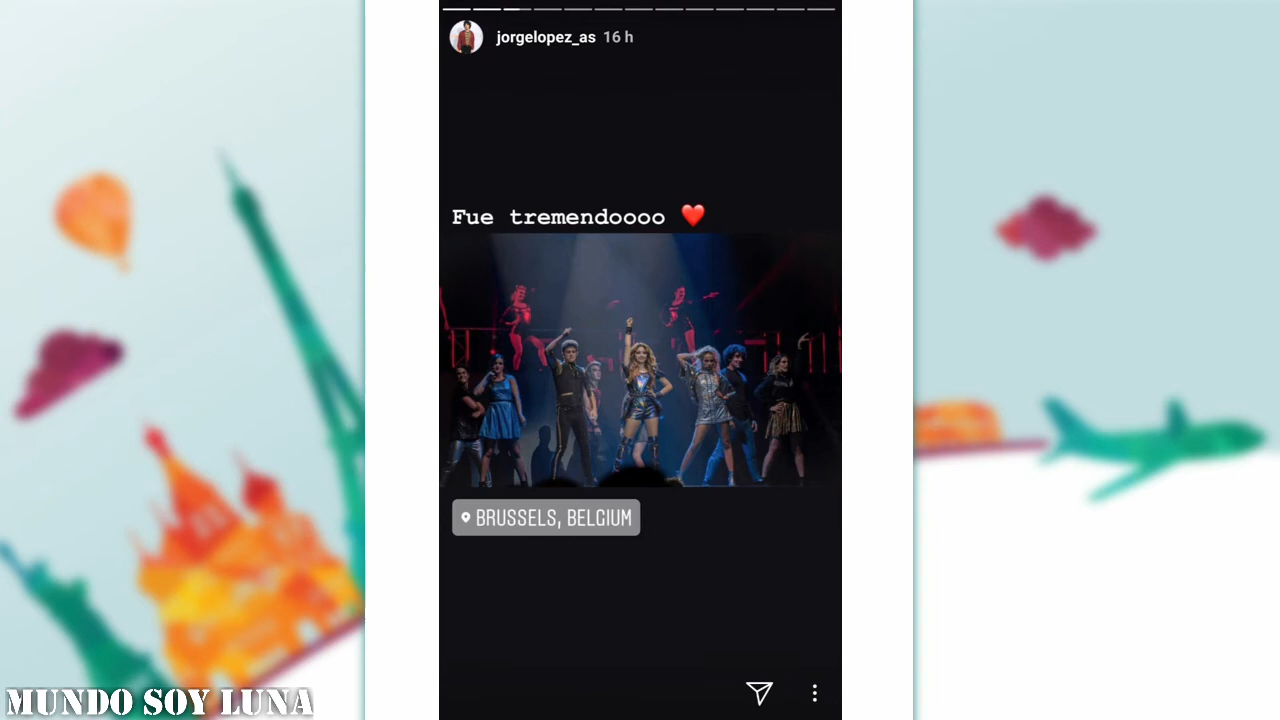 jorgelopez_as 16 h
Fue tremendoooo ❤️
BRUSSELS, BELGIUM
MUNDO SOY LUNA